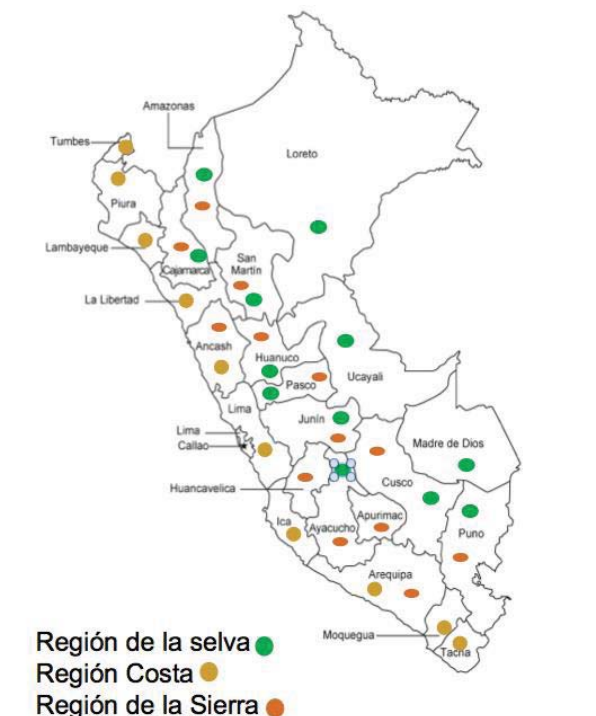 Amazonas
Tumbes
Loreto
Piura
Lambayeque
Cajamarca
San
Martín
La Libertad
Ancash
Huanuco
Pasco
Ucayali
Lima
Junín
Lima
Callao
Madre de Dios
Huancavelica
Cusco
Ica
Ayacucho
Apurimac
Puno
Arequipa
Moquegua
Tacna
Región de la selva
Región Costa
Región de la Sierra